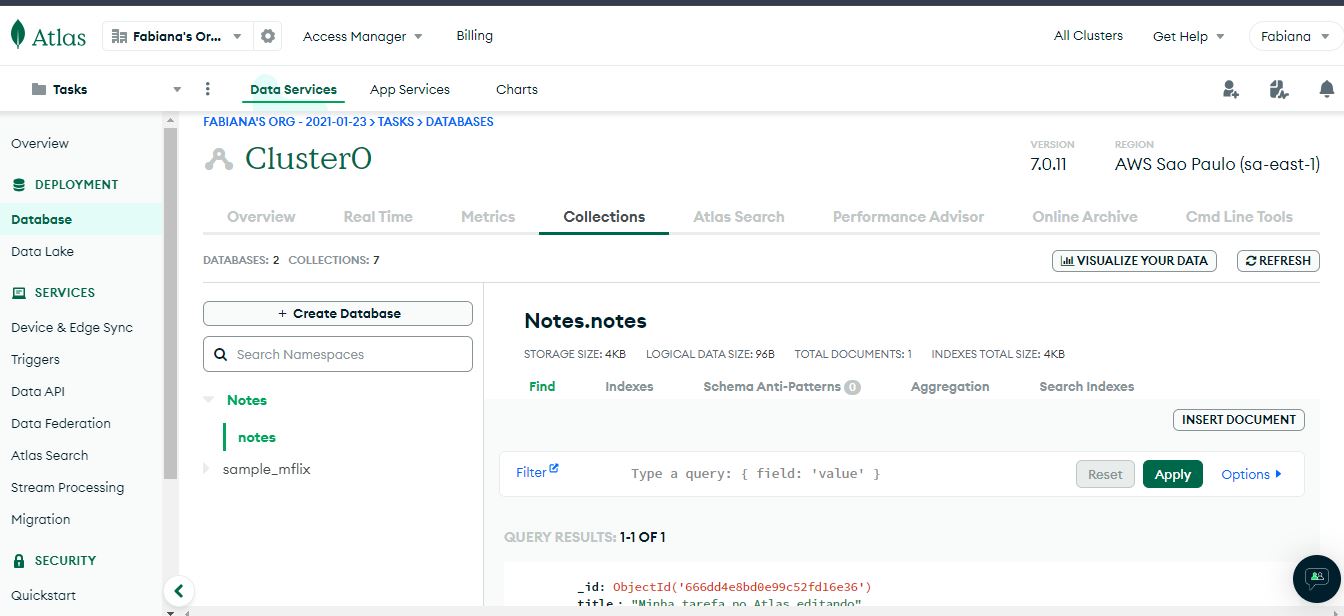 Atlas
Fabiana's Or...
Access Manager
Billing
All Clusters
Get Help
Fabiana
Tasks
Data Services
App Services
Charts
Overview
DEPLOYMENT
Database
Data Lake
SERVICES
Device & Edge Sync
Triggers
Data API
Data Federation
Atlas Search
Stream Processing
Migration
SECURITY
Quickstart
FABIANA'S ORG - 2021-01-23 > TASKS > DATABASES
Cluster0
VERSION
7.0.11
REGION
AWS Sao Paulo (sa-east-1)
Overview
Real Time
Metrics
Collections
Atlas Search
Performance Advisor
Online Archive
Cmd Line Tools
DATABASES: 2 COLLECTIONS: 7
VISUALIZE YOUR DATA
REFRESH
+ Create Database
Search Namespaces
Notes
notes
sample_mflix
Notes.notes
STORAGE SIZE: 4KB LOGICAL DATA SIZE: 96B TOTAL DOCUMENTS: 1 INDEXES TOTAL SIZE: 4KB
Find
Indexes
Schema Anti-Patterns 0
Aggregation
Search Indexes
INSERT DOCUMENT
Filter
Type a query: { field: 'value' }
Reset
Apply
Options
QUERY RESULTS: 1-1 OF 1
_id: ObjectId('666dd4e8bd0e99c52fd16e36')
title : "Minha tarefa no Atlas editando"